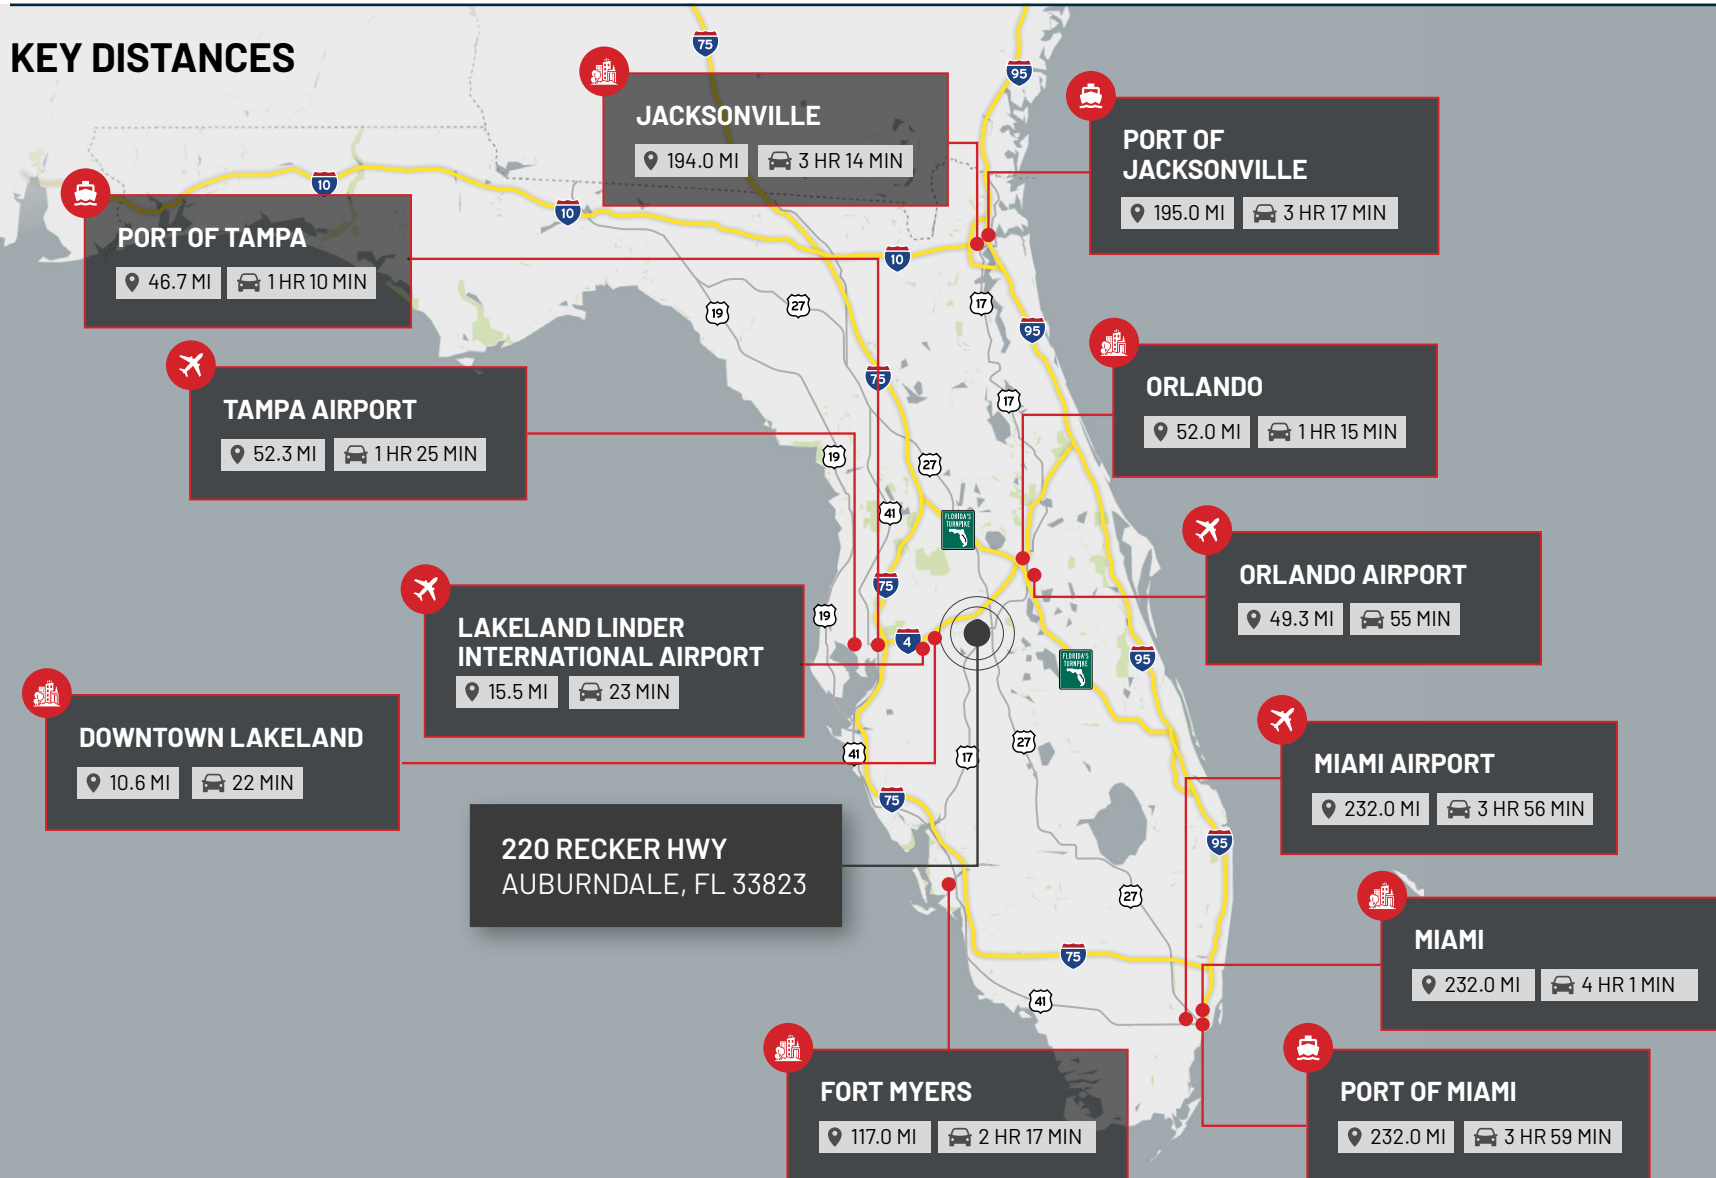 KEY DISTANCES
75
95
JACKSONVILLE
194.0 MI
3 HR 14 MIN
PORT OF
JACKSONVILLE
195.0 MI
3 HR 17 MIN
10
10
10
PORT OF TAMPA
46.7 MI
1 HR 10 MIN
19
27
17
95
TAMPA AIRPORT
52.3 MI
1 HR 25 MIN
75
17
ORLANDO
52.0 MI
1 HR 15 MIN
19
27
41
FLORIDA'S
TURNPIKE
ORLANDO AIRPORT
49.3 MI
55 MIN
75
19
4
LAKELAND LINDER
INTERNATIONAL AIRPORT
15.5 MI
23 MIN
FLORIDA'S
TURNPIKE
95
DOWNTOWN LAKELAND
10.6 MI
22 MIN
41
17
27
MIAMI AIRPORT
232.0 MI
3 HR 56 MIN
75
95
220 RECKER HWY
AUBURNDALE, FL 33823
27
75
41
MIAMI
232.0 MI
4 HR 1 MIN
FORT MYERS
117.0 MI
2 HR 17 MIN
PORT OF MIAMI
232.0 MI
3 HR 59 MIN